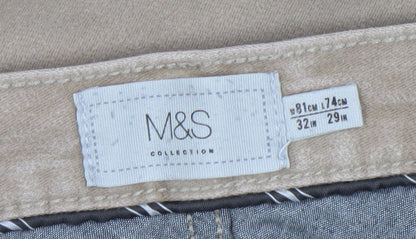 M&S
COLLECTION
W81CM L74CM
32IN 29IN